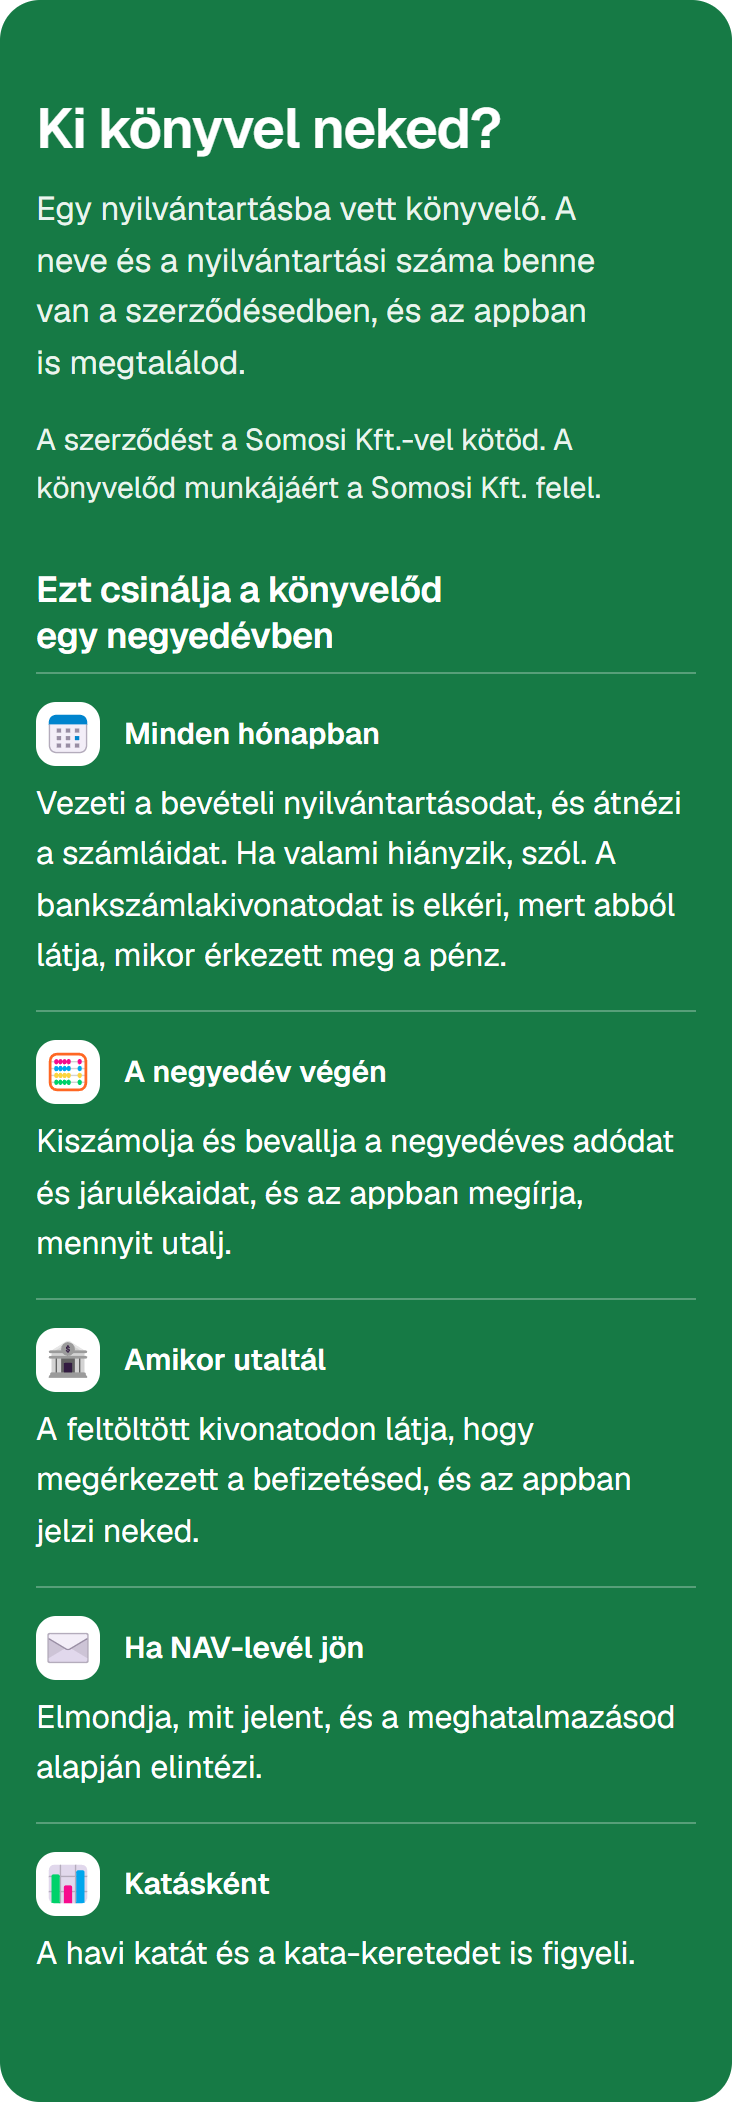 Ki könyvel neked?
Egy nyilvántartásba vett könyvelő. A
neve és a nyilvántartási száma benne
van a szerződésedben, és az appban
is megtalálod.
A szerződést a Somosi Kft.-vel kötöd. A
könyvelőd munkájáért a Somosi Kft. felel.
Ezt csinálja a könyvelőd
egy negyedévben
Minden hónapban
Vezeti a bevételi nyilvántartásodat, és átnézi
a számláidat. Ha valami hiányzik, szól. A
bankszámlakivonatodat is elkéri, mert abból
látja, mikor érkezett meg a pénz.
A negyedév végén
Kiszámolja és bevallja a negyedéves adódat
és járulékaidat, és az appban megírja,
mennyit utalj.
Amikor utaltál
A feltöltött kivonatodon látja, hogy
megérkezett a befizetésed, és az appban
jelzi neked.
Ha NAV-levél jön
Elmondja, mit jelent, és a meghatalmazásod
alapján elintézi.
Katásként
A havi katát és a kata-keretedet is figyeli.